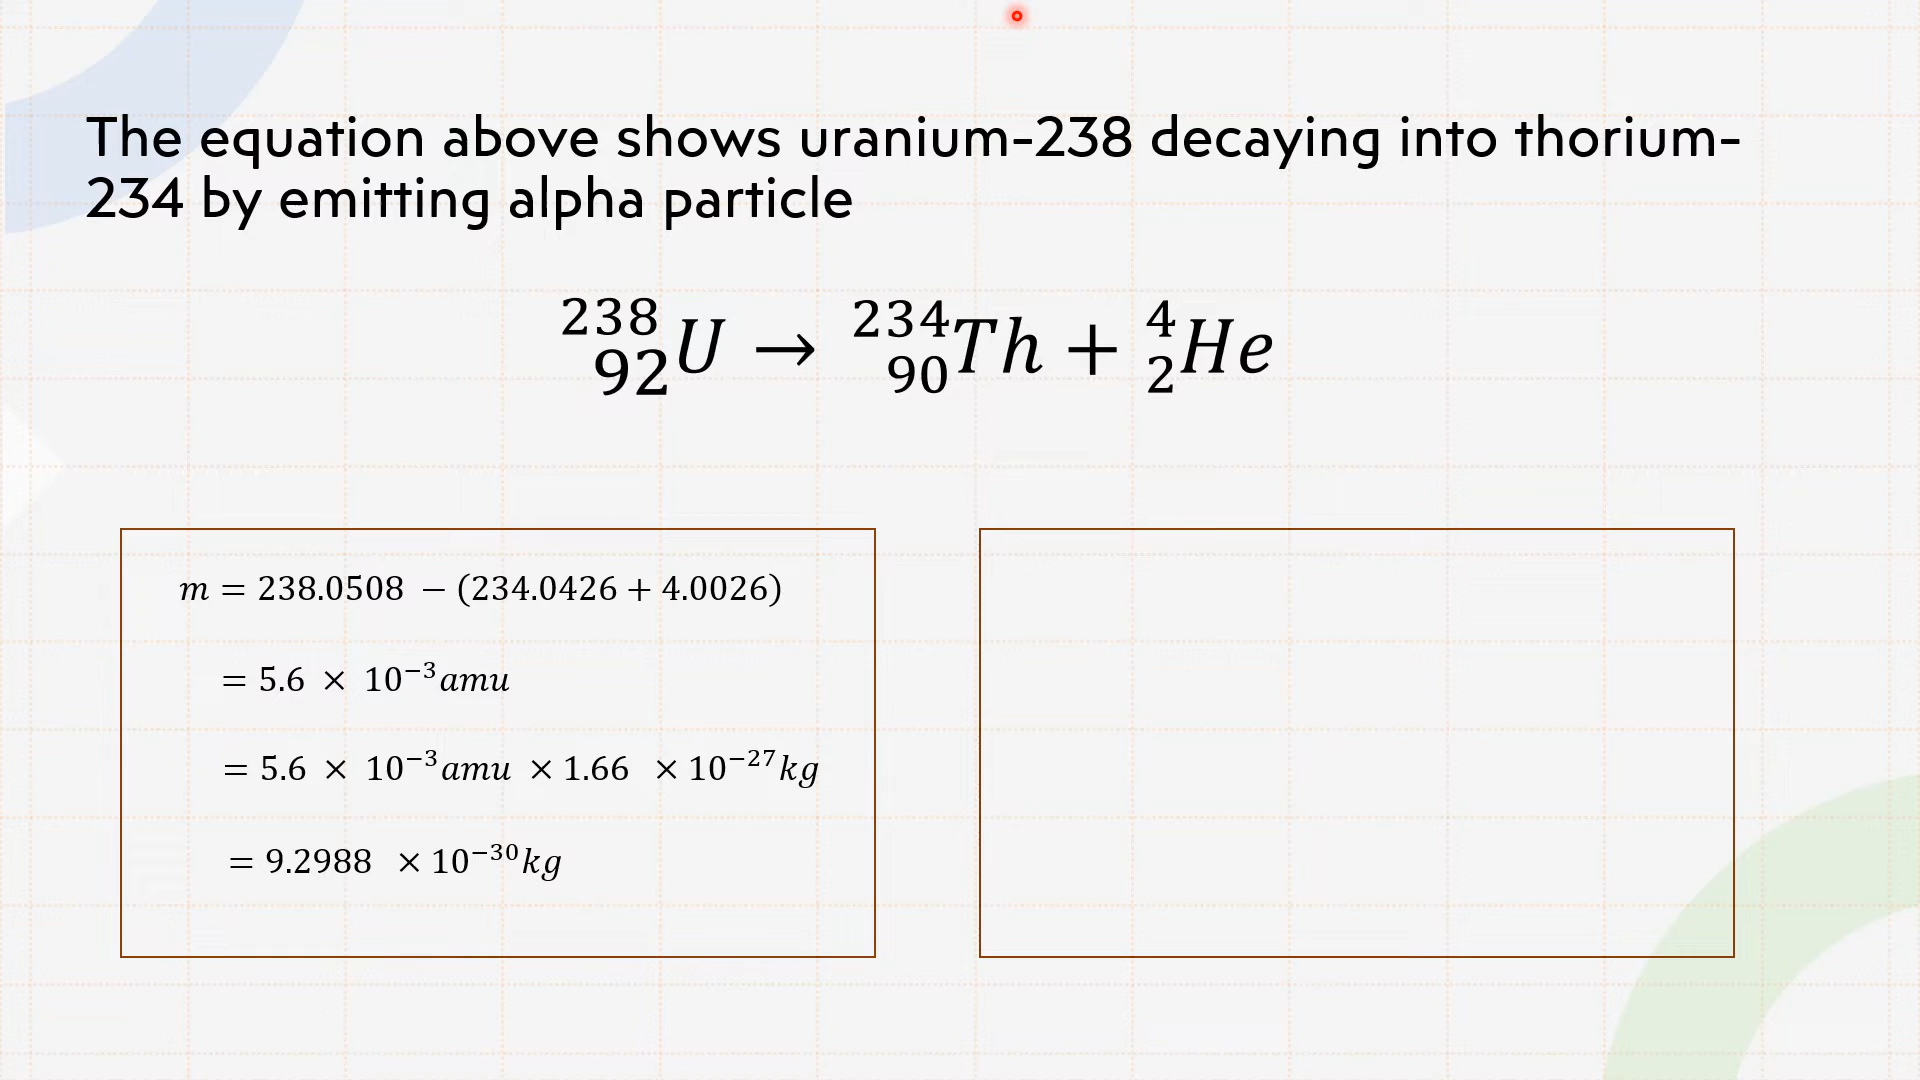 The equation above shows uranium-238 decaying into thorium-
234 by emitting alpha particle
²³⁸₉₂U → ²³⁴₉₀Th + ⁴₂He
m = 238.0508 − (234.0426 + 4.0026)
= 5.6 × 10⁻³amu
= 5.6 × 10⁻³amu × 1.66 × 10⁻²⁷kg
= 9.2988 × 10⁻³⁰kg